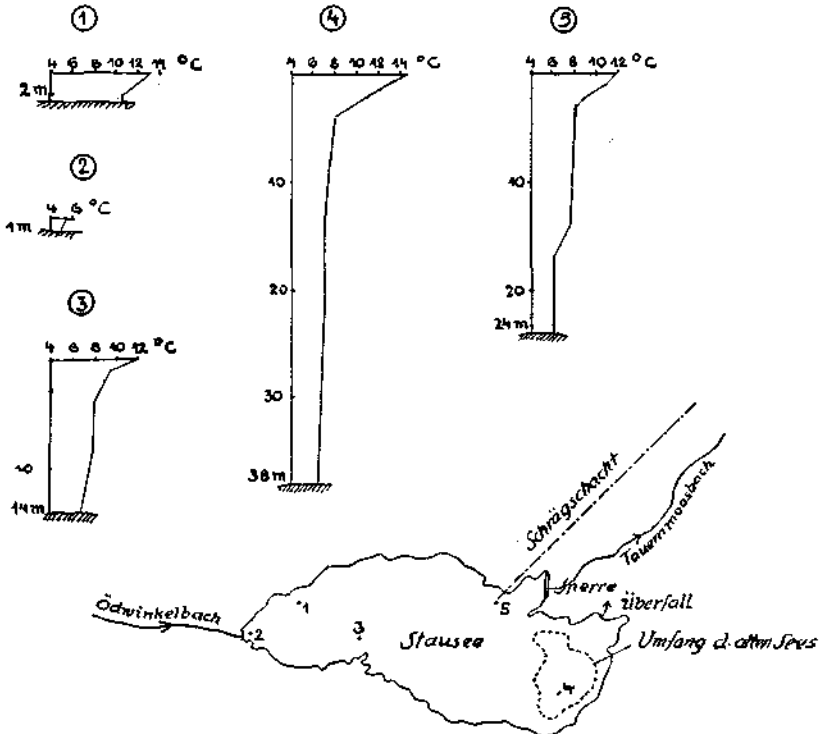 1
4 6 8 10 12 14 °C
2 m
2
4 6 °C
1 m
3
4 6 8 10 12 °C
10
14 m
4
4 6 8 10 12 14 °C
10
20
30
38 m
5
4 6 8 10 12 °C
10
20
24 m
Schrägschacht
Tauernmoosbach
Sperre
Überfall
Ödwinkelbach
1
2
3
5
Stausee
Umfang d. alten Sees
4